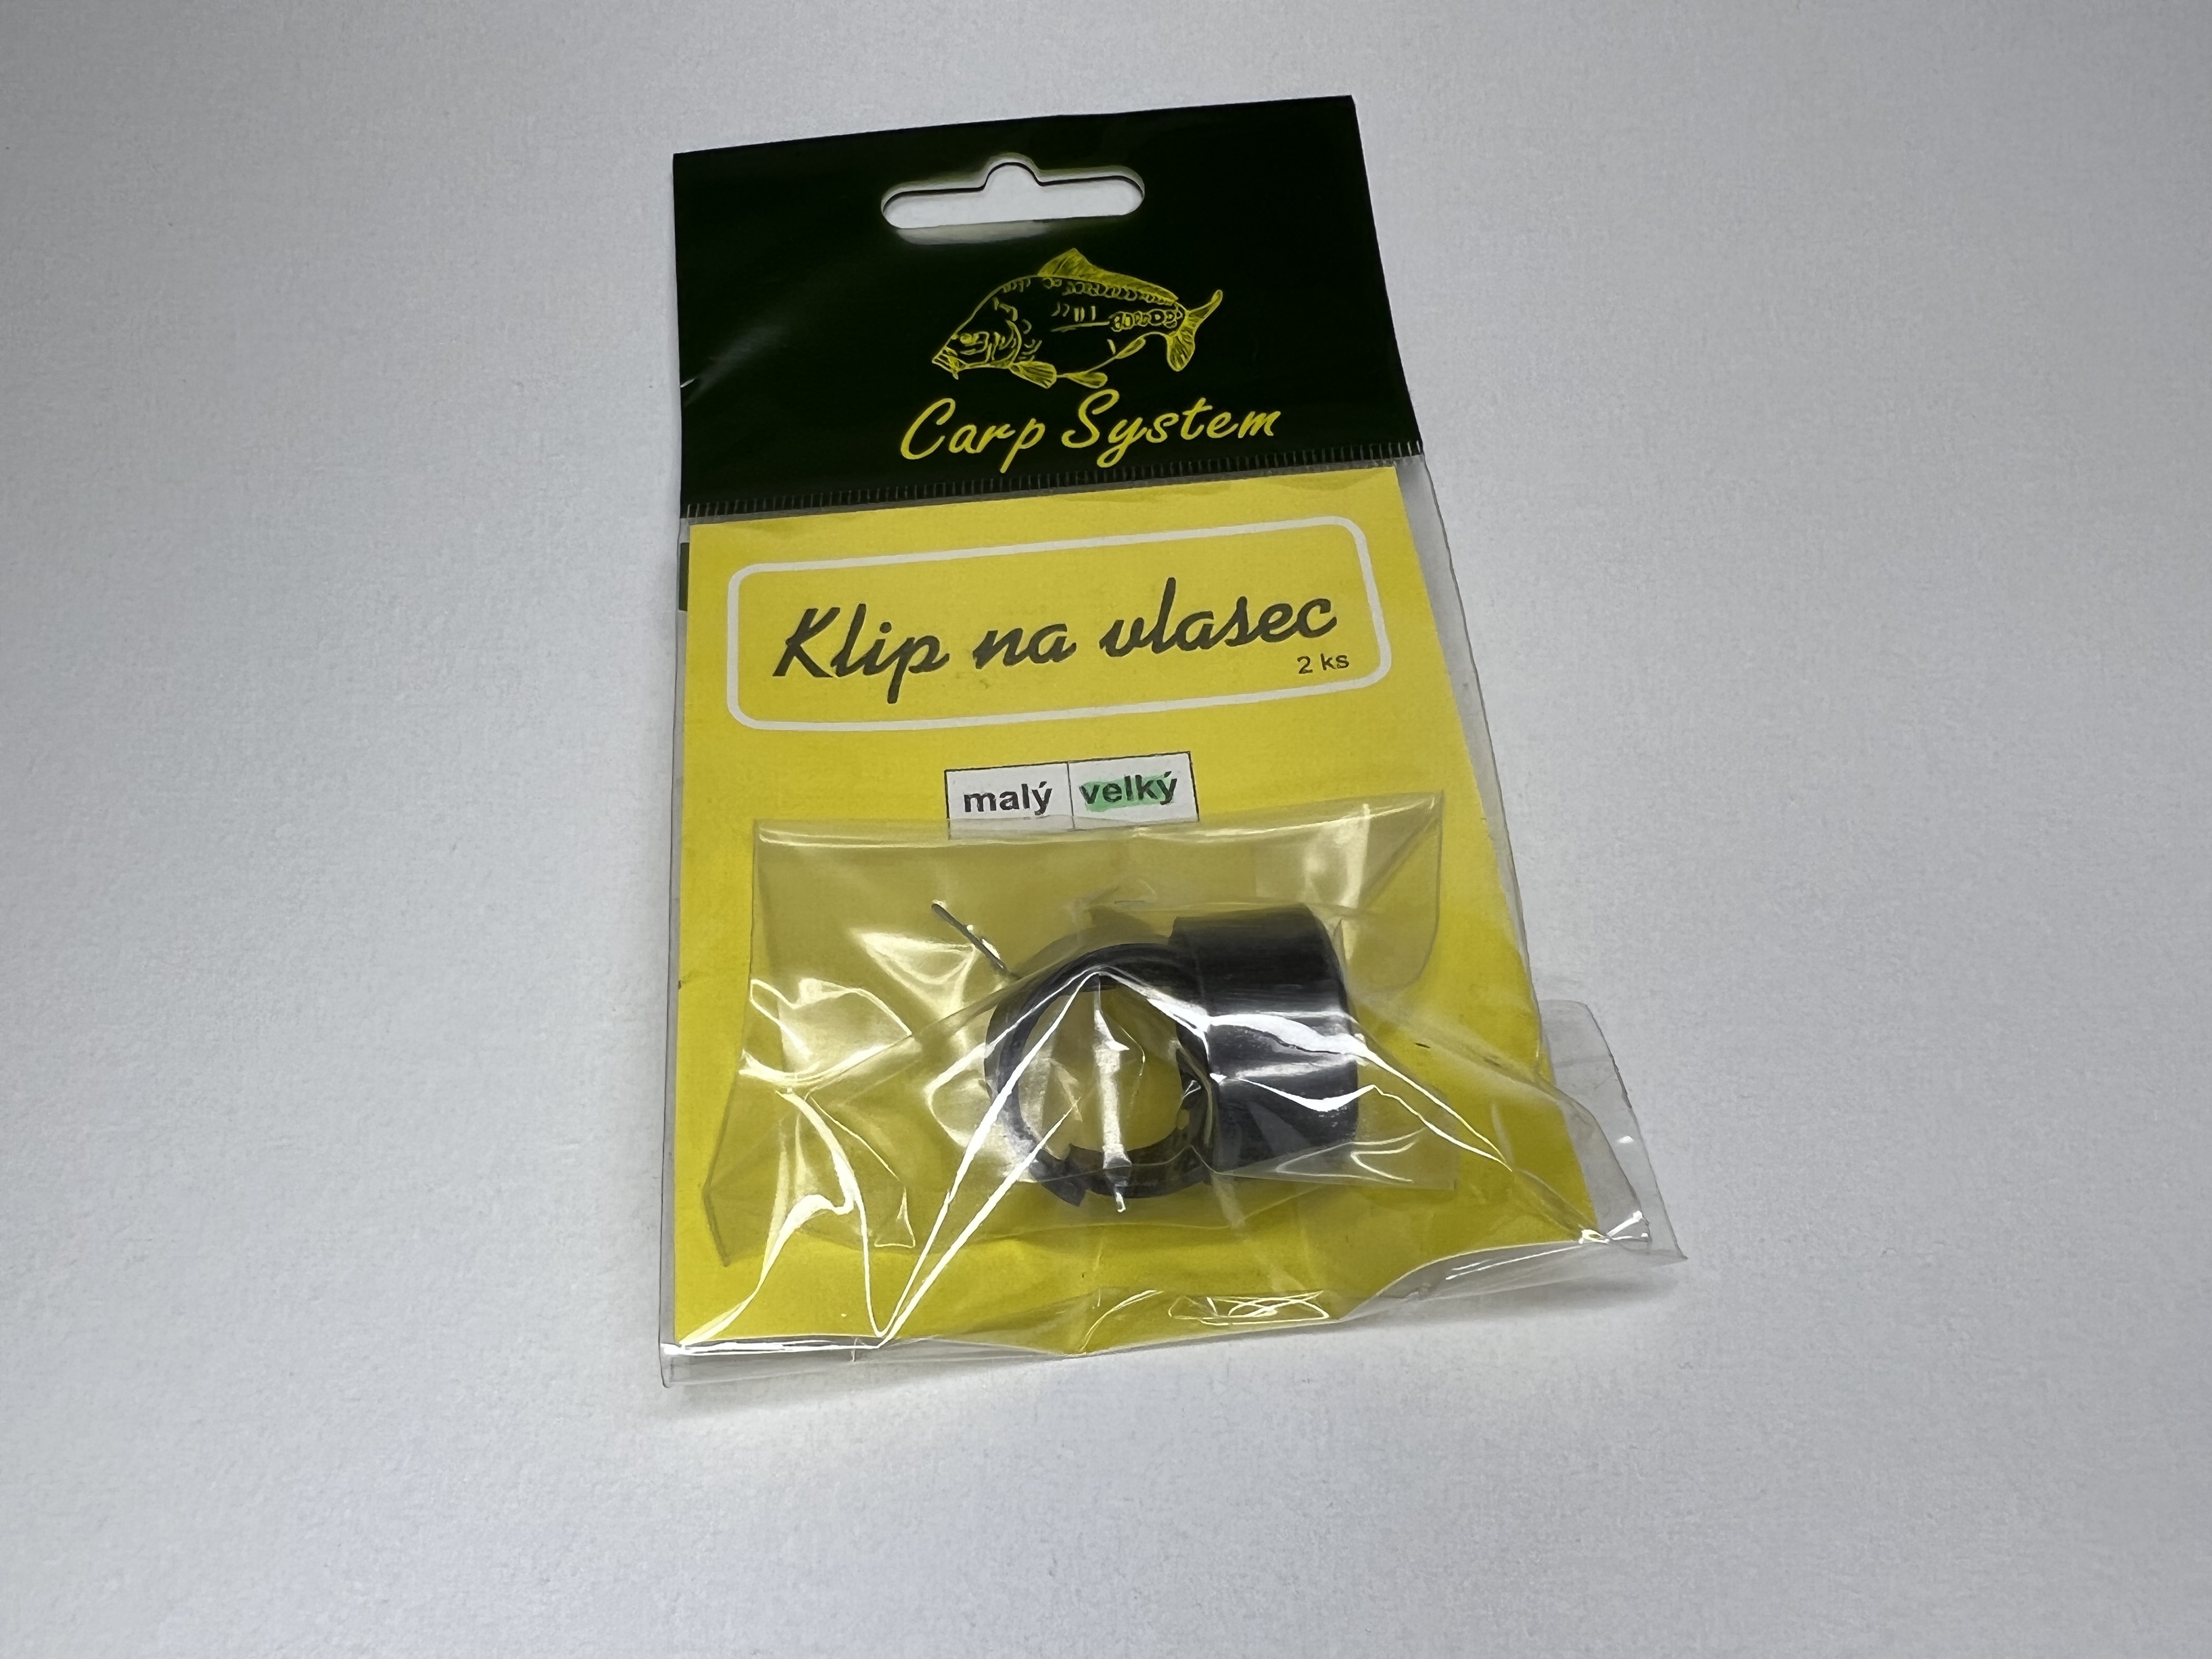 Carp System
Klip na vlasec
2 ks
malý velký